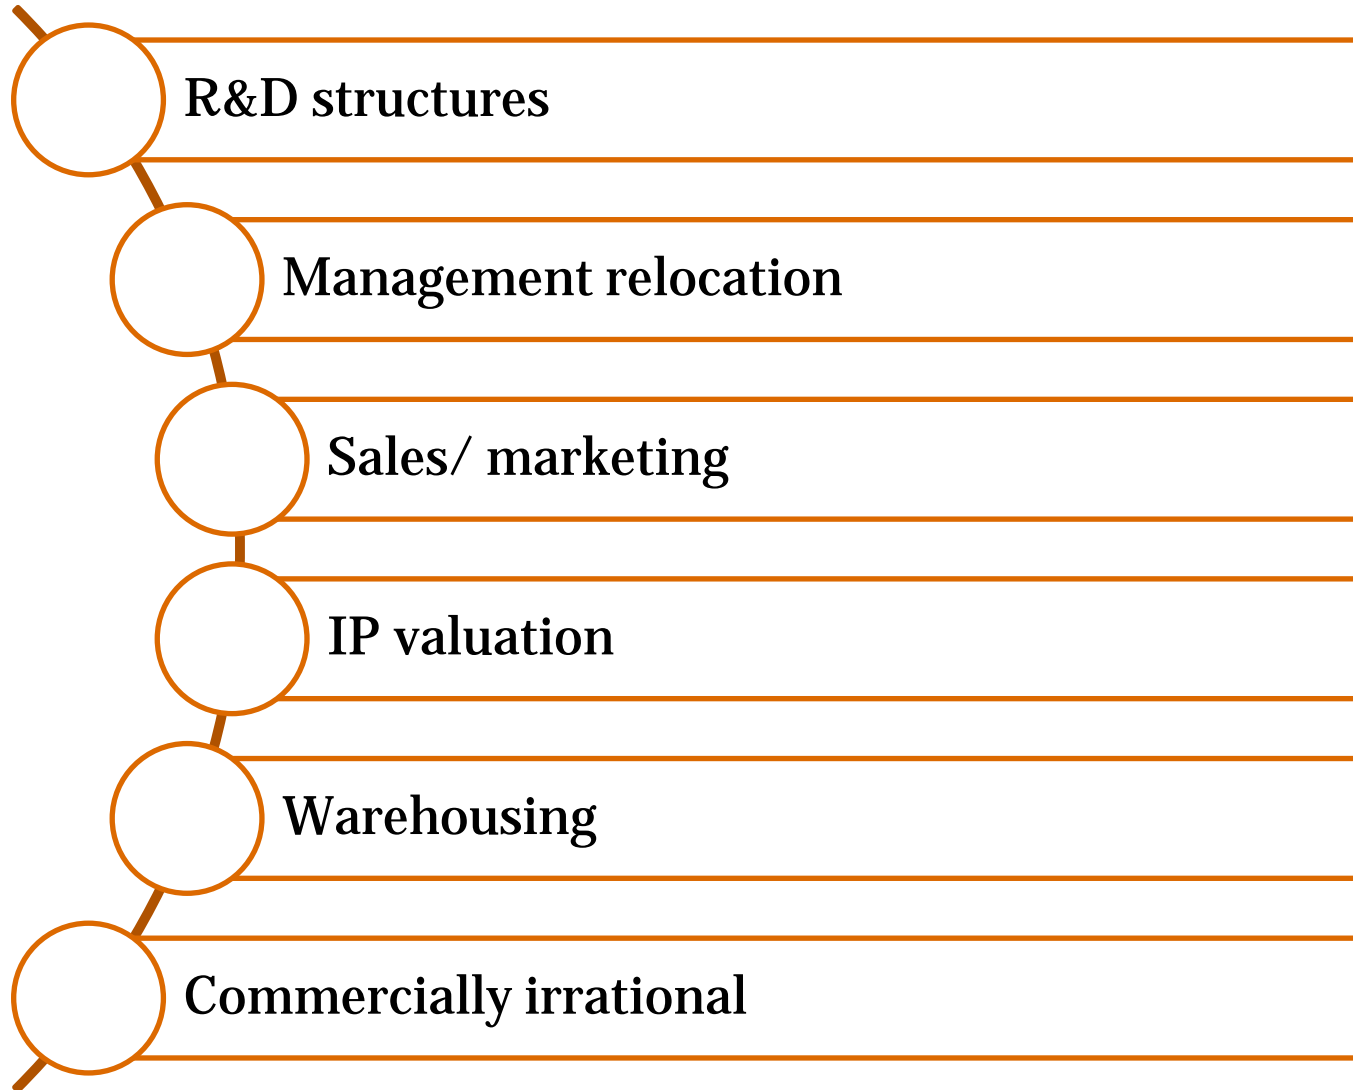 R&D structures
Management relocation
Sales/ marketing
IP valuation
Warehousing
Commercially irrational